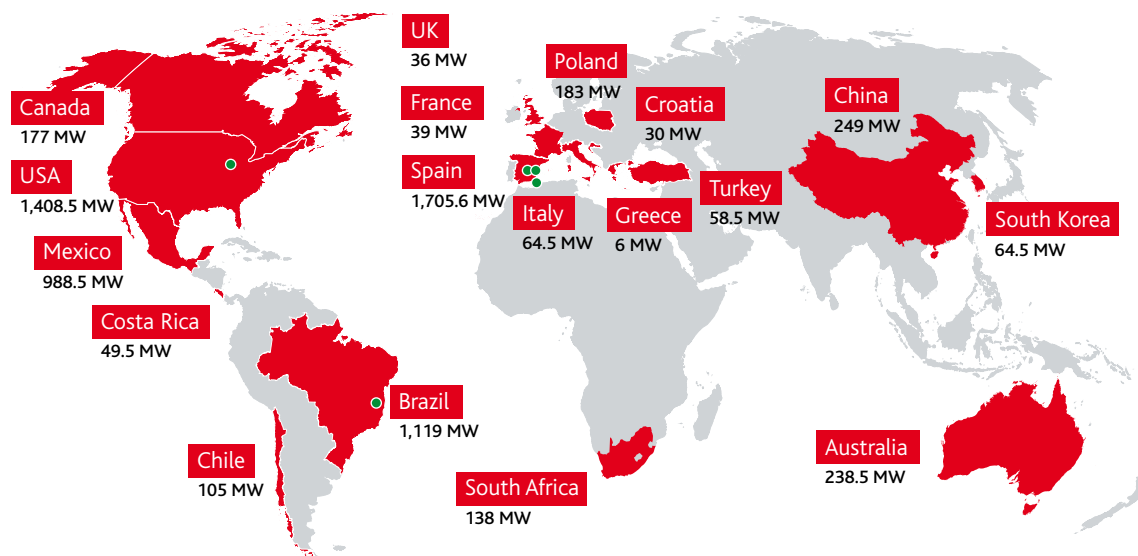 UK
36 MW
Poland
183 MW
Canada
177 MW
France
39 MW
Croatia
30 MW
China
249 MW
USA
1,408.5 MW
Spain
1,705.6 MW
Turkey
58.5 MW
Italy
64.5 MW
Greece
6 MW
South Korea
64.5 MW
Mexico
988.5 MW
Costa Rica
49.5 MW
Brazil
1,119 MW
Chile
105 MW
South Africa
138 MW
Australia
238.5 MW